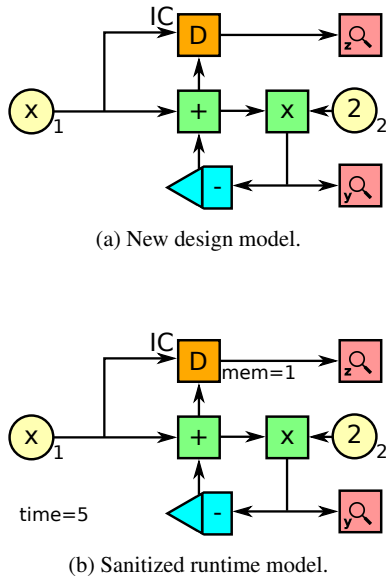 IC
D
z
x
1
+
x
2
2
-
y
(a) New design model.
IC
D
mem=1
z
x
1
+
x
2
2
time=5
-
y
(b) Sanitized runtime model.